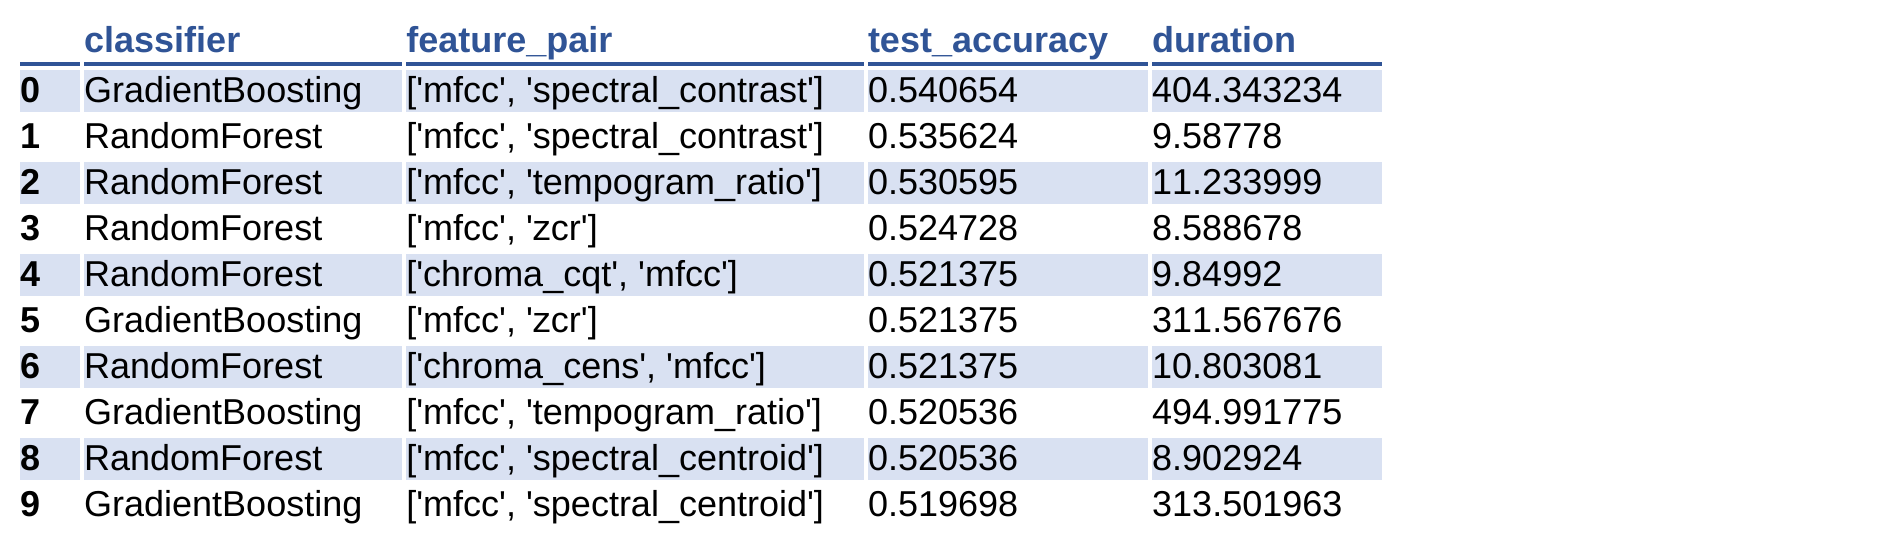 classifier feature_pair test_accuracy duration
0 GradientBoosting ['mfcc', 'spectral_contrast'] 0.540654 404.343234
1 RandomForest ['mfcc', 'spectral_contrast'] 0.535624 9.58778
2 RandomForest ['mfcc', 'tempogram_ratio'] 0.530595 11.233999
3 RandomForest ['mfcc', 'zcr'] 0.524728 8.588678
4 RandomForest ['chroma_cqt', 'mfcc'] 0.521375 9.84992
5 GradientBoosting ['mfcc', 'zcr'] 0.521375 311.567676
6 RandomForest ['chroma_cens', 'mfcc'] 0.521375 10.803081
7 GradientBoosting ['mfcc', 'tempogram_ratio'] 0.520536 494.991775
8 RandomForest ['mfcc', 'spectral_centroid'] 0.520536 8.902924
9 GradientBoosting ['mfcc', 'spectral_centroid'] 0.519698 313.501963